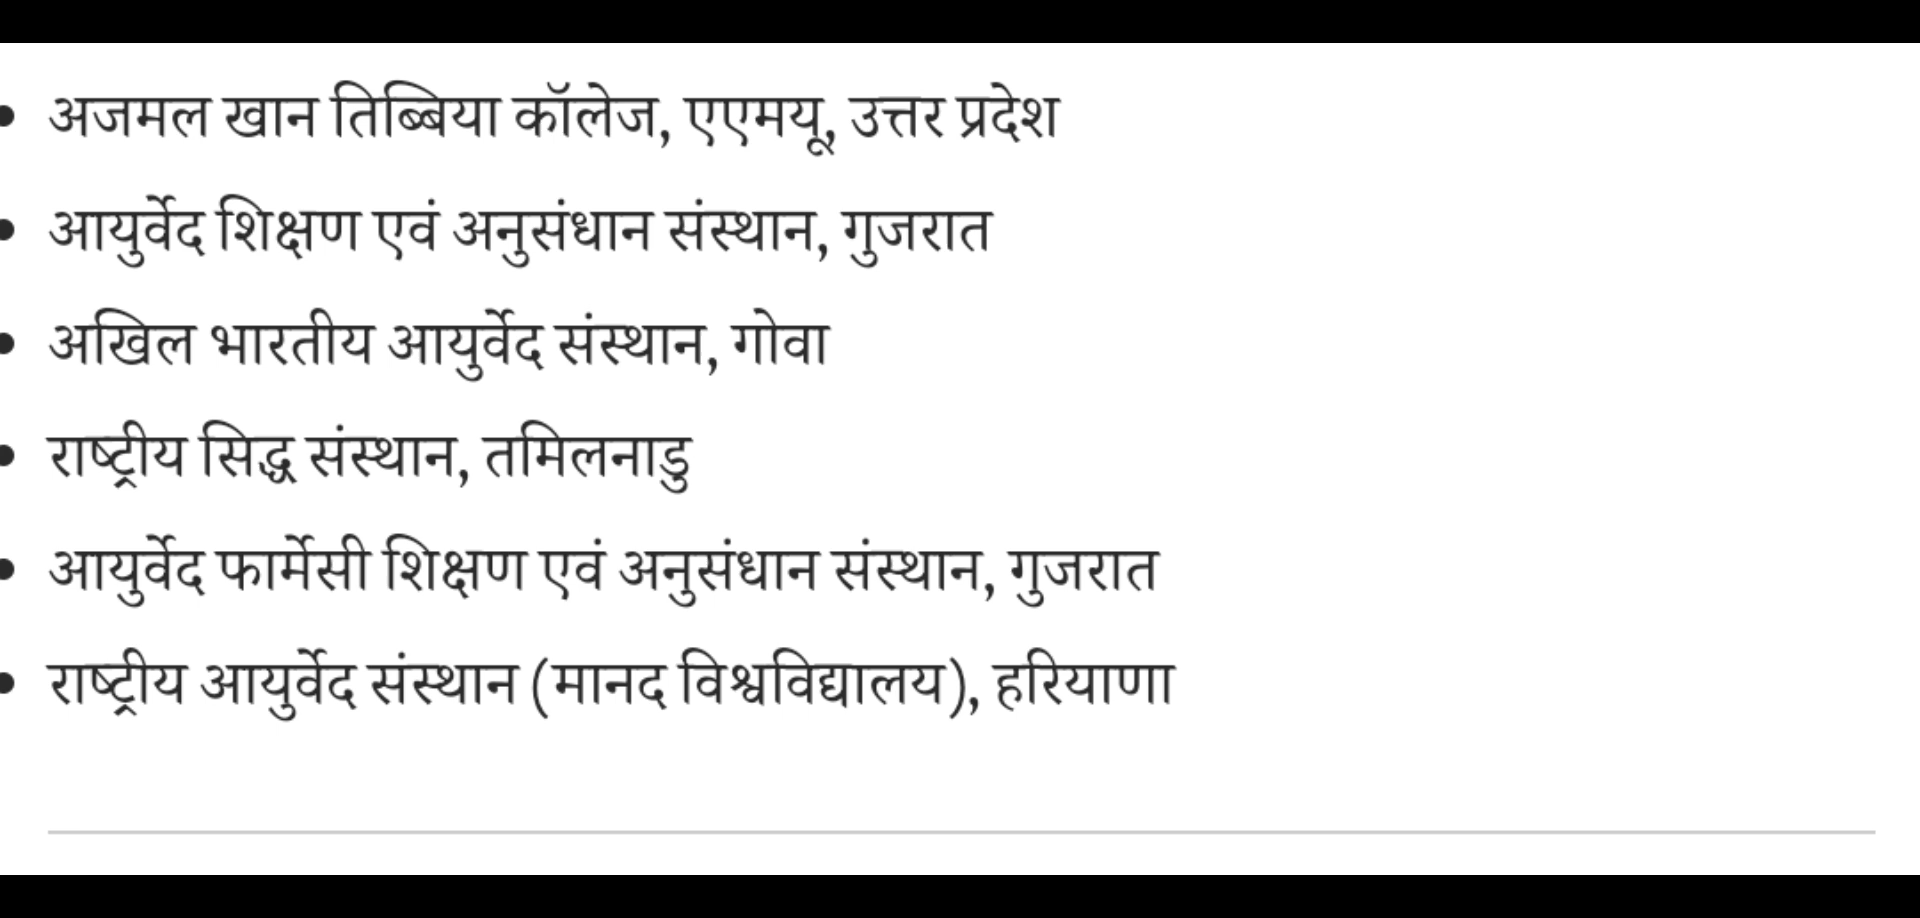 • अजमल खान तिब्बिया कॉलेज, एएमयू, उत्तर प्रदेश
• आयुर्वेद शिक्षण एवं अनुसंधान संस्थान, गुजरात
• अखिल भारतीय आयुर्वेद संस्थान, गोवा
• राष्ट्रीय सिद्ध संस्थान, तमिलनाडु
• आयुर्वेद फार्मेसी शिक्षण एवं अनुसंधान संस्थान, गुजरात
• राष्ट्रीय आयुर्वेद संस्थान (मानद विश्वविद्यालय), हरियाणा